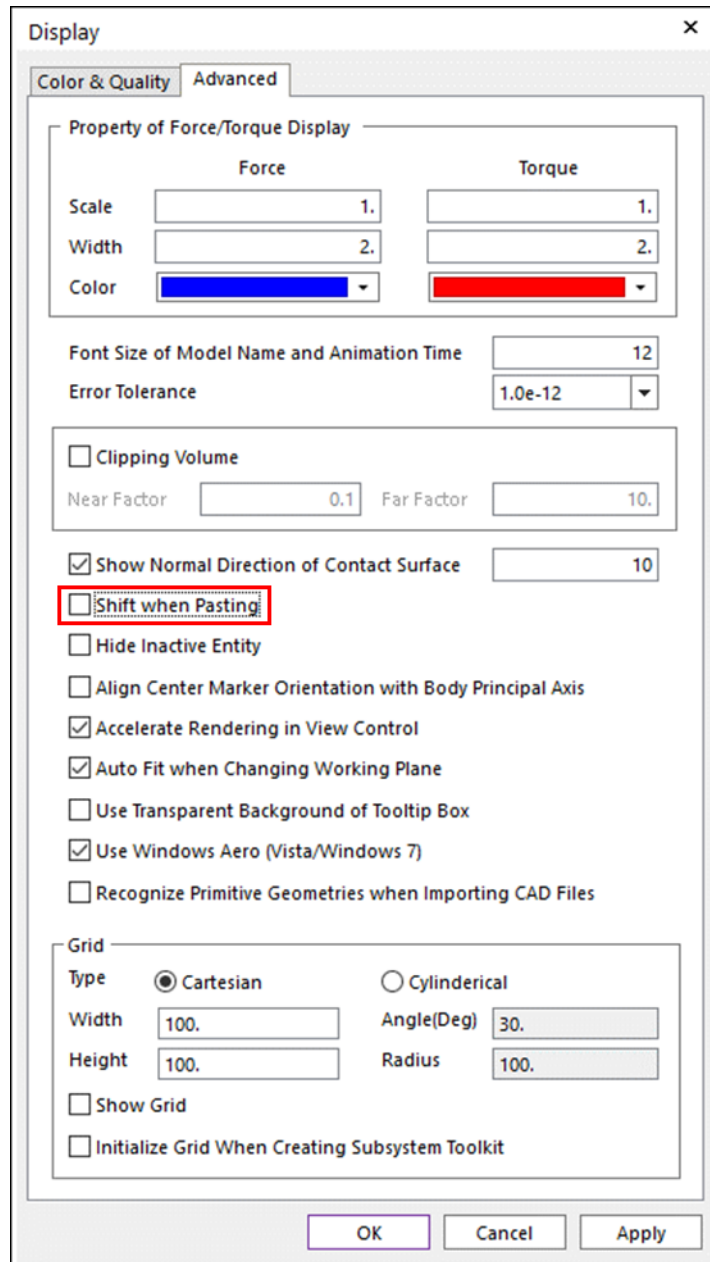 Display
Color & Quality Advanced
Property of Force/Torque Display
Force Torque
Scale 1. 1.
Width 2. 2.
Color
Font Size of Model Name and Animation Time 12
Error Tolerance 1.0e-12
Clipping Volume
Near Factor 0.1 Far Factor 10.
Show Normal Direction of Contact Surface 10
Shift when Pasting
Hide Inactive Entity
Align Center Marker Orientation with Body Principal Axis
Accelerate Rendering in View Control
Auto Fit when Changing Working Plane
Use Transparent Background of Tooltip Box
Use Windows Aero (Vista/Windows 7)
Recognize Primitive Geometries when Importing CAD Files
Grid
Type Cartesian Cylinderical
Width 100. Angle(Deg) 30.
Height 100. Radius 100.
Show Grid
Initialize Grid When Creating Subsystem Toolkit
OK Cancel Apply